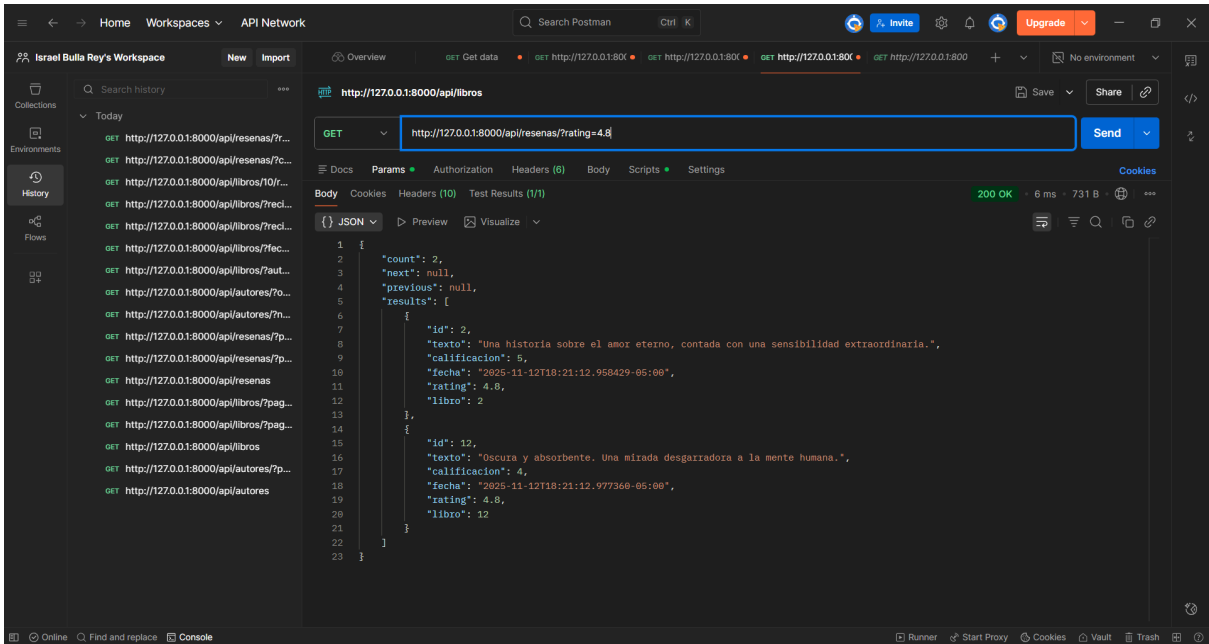 Home Workspaces API Network Search Postman Ctrl K Invite Upgrade
Israel Bulla Rey's Workspace New Import Overview GET Get data GET http://127.0.0.1:80( GET http://127.0.0.1:80( GET http://127.0.0.1:80( GET http://127.0.0.1:800 No environment
Collections
Environments
History
Flows
Search history
Today
GET http://127.0.0.1:8000/api/resenas/?r...
GET http://127.0.0.1:8000/api/resenas/?c...
GET http://127.0.0.1:8000/api/libros/10/r...
GET http://127.0.0.1:8000/api/libros/?reci...
GET http://127.0.0.1:8000/api/libros/?reci...
GET http://127.0.0.1:8000/api/libros/?fec...
GET http://127.0.0.1:8000/api/libros/?aut...
GET http://127.0.0.1:8000/api/autores/?o...
GET http://127.0.0.1:8000/api/autores/?n...
GET http://127.0.0.1:8000/api/resenas/?p...
GET http://127.0.0.1:8000/api/resenas/?p...
GET http://127.0.0.1:8000/api/resenas
GET http://127.0.0.1:8000/api/libros/?pag...
GET http://127.0.0.1:8000/api/libros/?pag...
GET http://127.0.0.1:8000/api/libros
GET http://127.0.0.1:8000/api/autores/?p...
GET http://127.0.0.1:8000/api/autores
HTTP http://127.0.0.1:8000/api/libros Save Share
GET http://127.0.0.1:8000/api/resenas/?rating=4.8 Send
Docs Params Authorization Headers (6) Body Scripts Settings Cookies
Body Cookies Headers (10) Test Results (1/1) 200 OK 6 ms 731 B
{} JSON Preview Visualize
1 {
2 "count": 2,
3 "next": null,
4 "previous": null,
5 "results": [
6 {
7 "id": 2,
8 "texto": "Una historia sobre el amor eterno, contada con una sensibilidad extraordinaria.",
9 "calificacion": 5,
10 "fecha": "2025-11-12T18:21:12.958429-05:00",
11 "rating": 4.8,
12 "libro": 2
13 },
14 {
15 "id": 12,
16 "texto": "Oscura y absorbente. Una mirada desgarradora a la mente humana.",
17 "calificacion": 4,
18 "fecha": "2025-11-12T18:21:12.977360-05:00",
19 "rating": 4.8,
20 "libro": 12
21 }
22 ]
23 }
Online Find and replace Console Runner Start Proxy Cookies Vault Trash